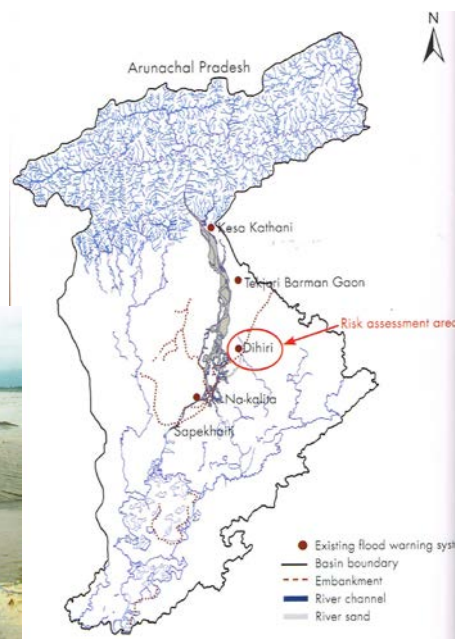 N
Arunachal Pradesh
Kesa Kathani
Tekjari Barman Gaon
Risk assessment area
Dihiri
Na-kalita
Sapekhaiti
Existing flood warning syst
Basin boundary
Embankment
River channel
River sand